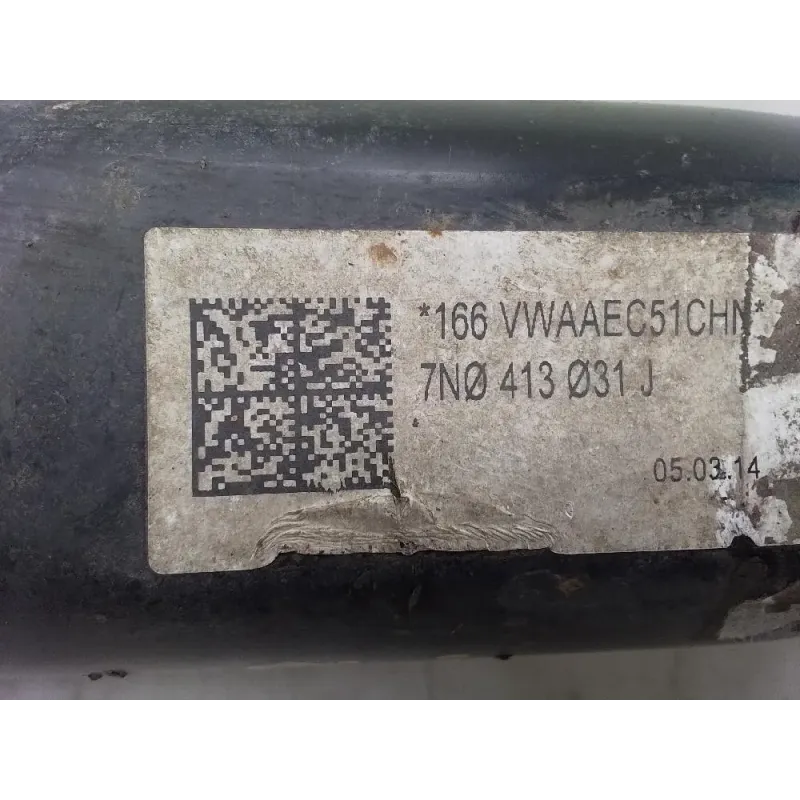 *166 VWAAEC51CHN*
7NØ 413 Ø31 J
05.03.14